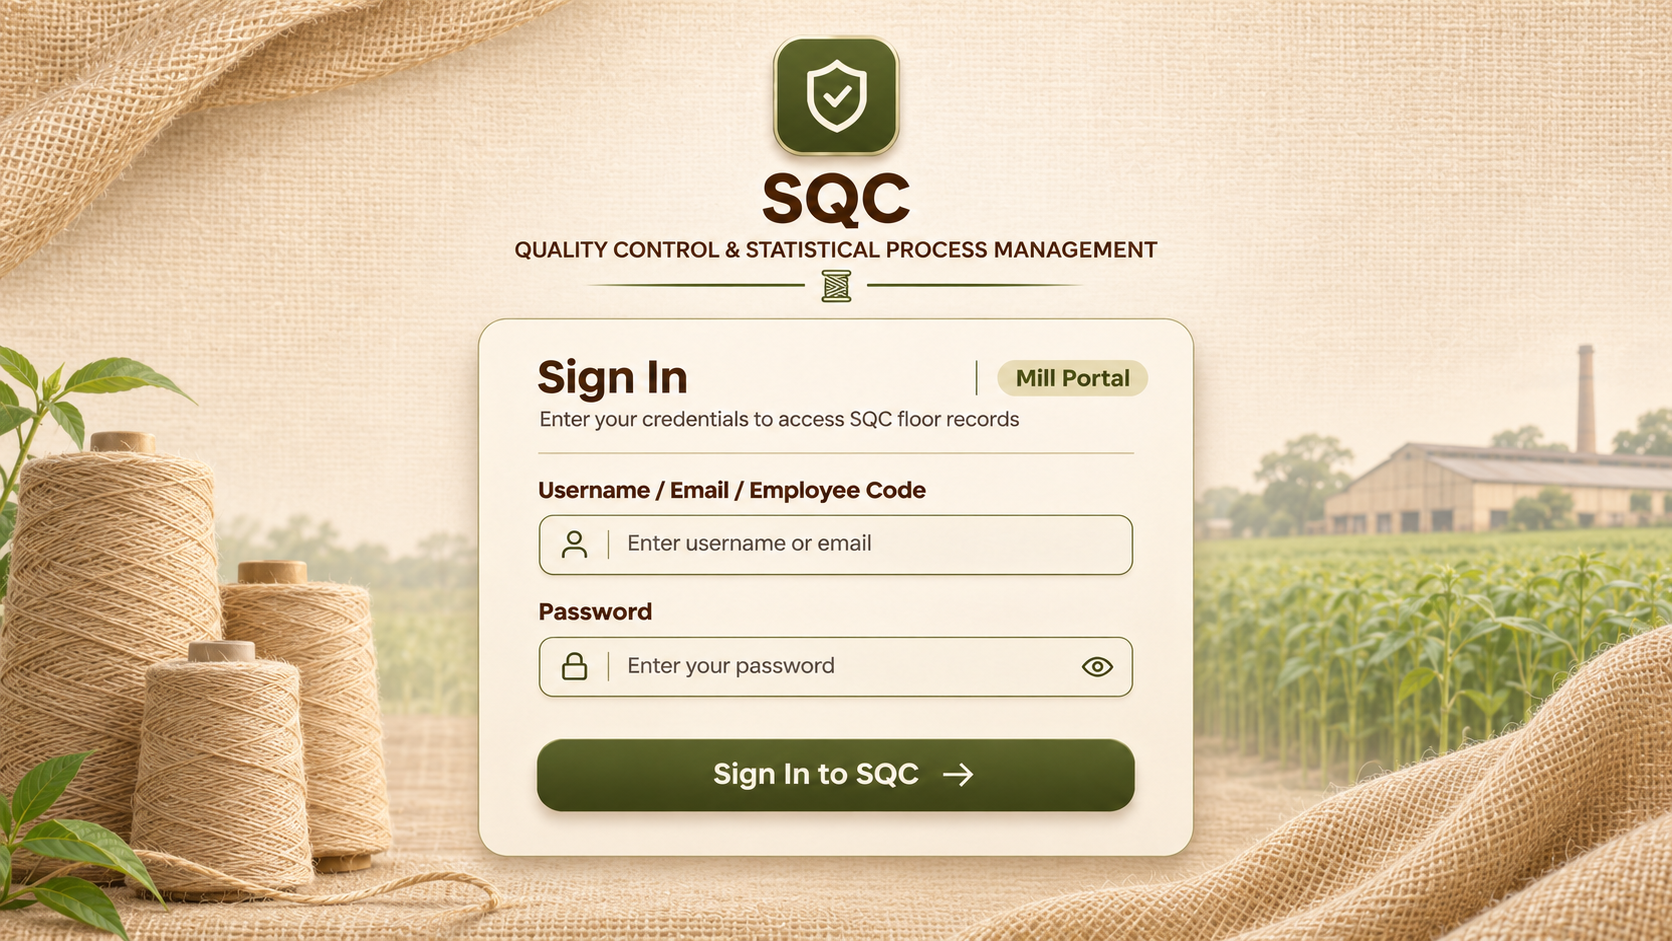 SQC
QUALITY CONTROL & STATISTICAL PROCESS MANAGEMENT
Sign In
Mill Portal
Enter your credentials to access SQC floor records
Username / Email / Employee Code
Enter username or email
Password
Enter your password
Sign In to SQC →